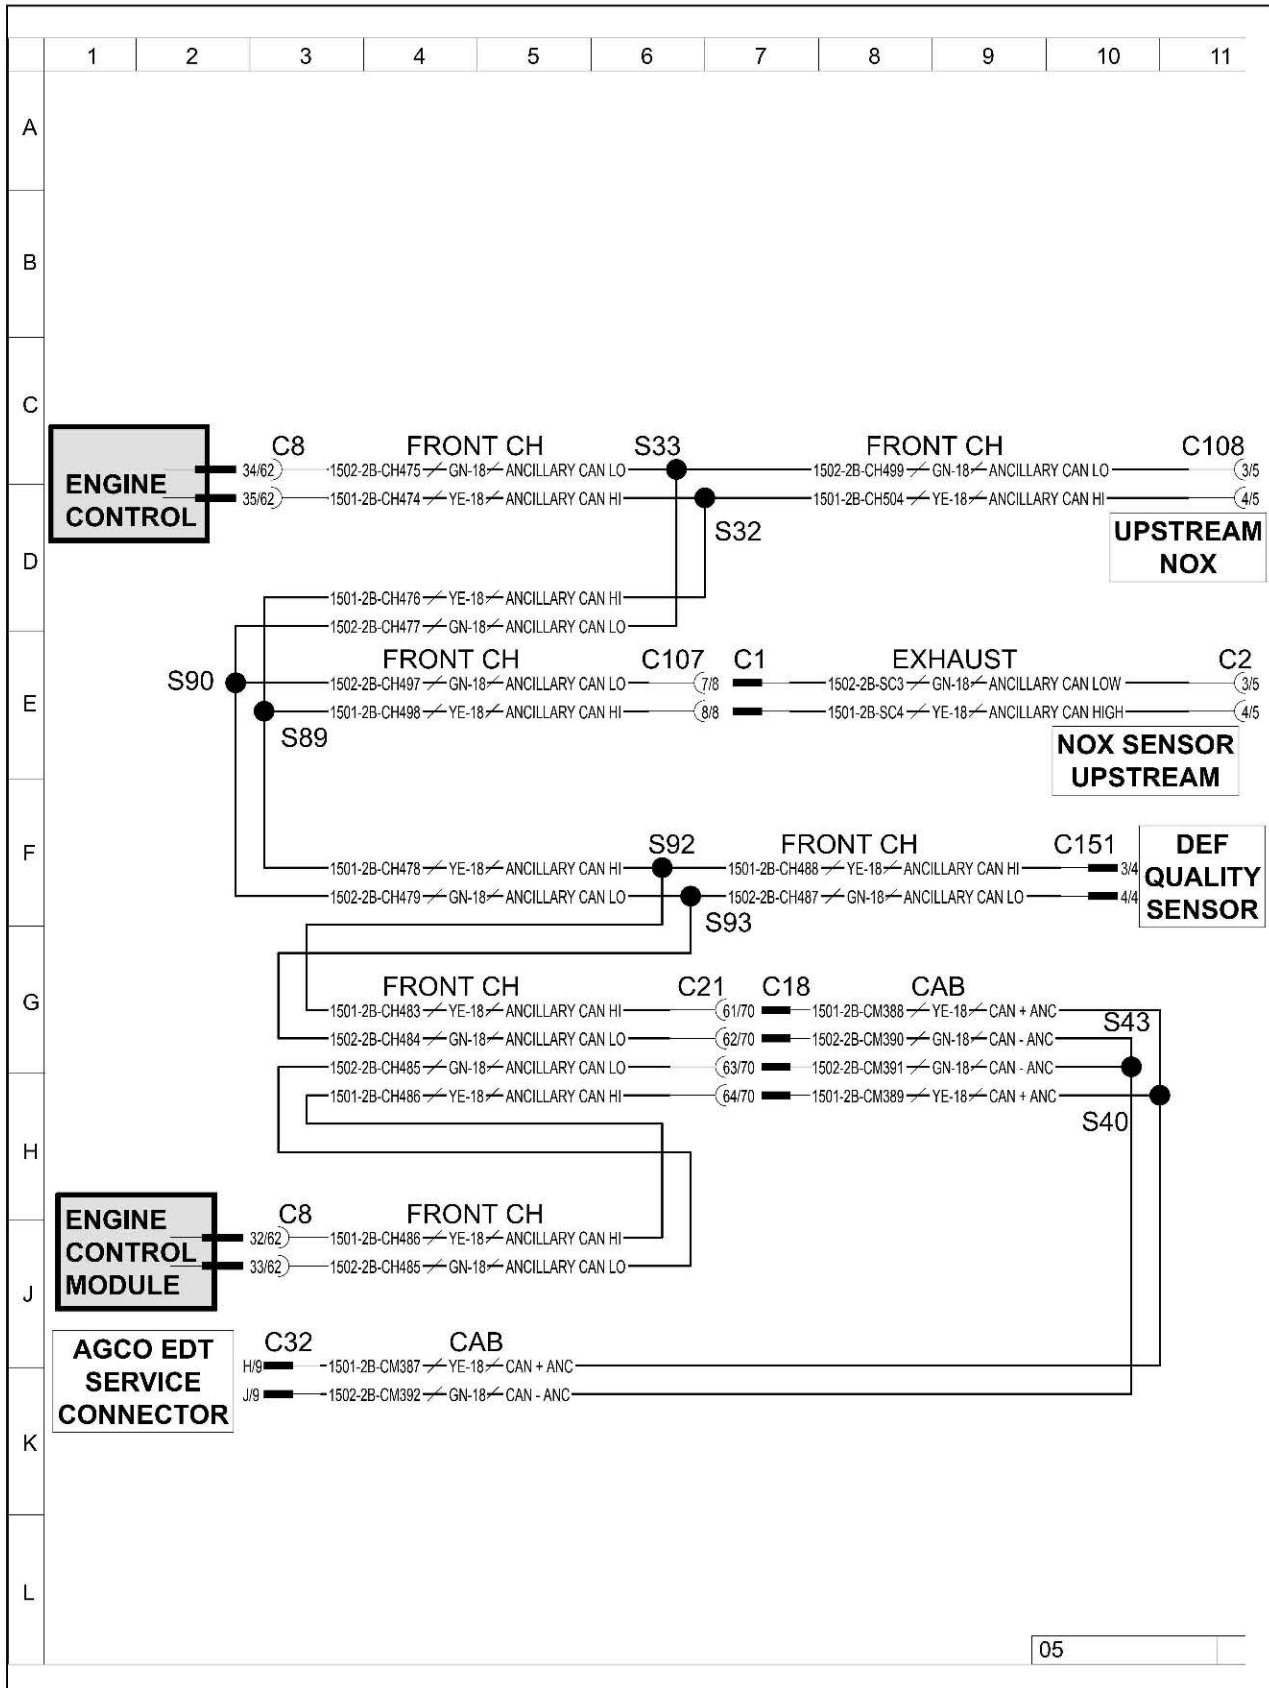 1 2 3 4 5 6 7 8 9 10 11
A
B
C
C8 FRONT CH S33 FRONT CH C108
34/62 1502-2B-CH475 GN-18 ANCILLARY CAN LO 1502-2B-CH499 GN-18 ANCILLARY CAN LO 3/5
ENGINE
CONTROL
35/62 1501-2B-CH474 YE-18 ANCILLARY CAN HI 1501-2B-CH504 YE-18 ANCILLARY CAN HI 4/5
S32
UPSTREAM
NOX
D
1501-2B-CH476 YE-18 ANCILLARY CAN HI
1502-2B-CH477 GN-18 ANCILLARY CAN LO
FRONT CH C107 C1 EXHAUST C2
S90 1502-2B-CH497 GN-18 ANCILLARY CAN LO 7/8 1502-2B-SC3 GN-18 ANCILLARY CAN LOW 3/5
E
1501-2B-CH498 YE-18 ANCILLARY CAN HI 8/8 1501-2B-SC4 YE-18 ANCILLARY CAN HIGH 4/5
S89
NOX SENSOR
UPSTREAM
F
S92 FRONT CH C151
1501-2B-CH478 YE-18 ANCILLARY CAN HI 1501-2B-CH488 YE-18 ANCILLARY CAN HI 3/4
1502-2B-CH479 GN-18 ANCILLARY CAN LO 1502-2B-CH487 GN-18 ANCILLARY CAN LO 4/4
DEF
QUALITY
SENSOR
S93
G
FRONT CH C21 C18 CAB
1501-2B-CH483 YE-18 ANCILLARY CAN HI 61/70 1501-2B-CM388 YE-18 CAN + ANC
S43
1502-2B-CH484 GN-18 ANCILLARY CAN LO 62/70 1502-2B-CM390 GN-18 CAN - ANC
1502-2B-CH485 GN-18 ANCILLARY CAN LO 63/70 1502-2B-CM391 GN-18 CAN - ANC
1501-2B-CH486 YE-18 ANCILLARY CAN HI 64/70 1501-2B-CM389 YE-18 CAN + ANC
S40
H
C8 FRONT CH
ENGINE
CONTROL
MODULE
32/62 1501-2B-CH486 YE-18 ANCILLARY CAN HI
33/62 1502-2B-CH485 GN-18 ANCILLARY CAN LO
J
AGCO EDT
SERVICE
CONNECTOR
C32 CAB
H/9 1501-2B-CM387 YE-18 CAN + ANC
J/9 1502-2B-CM392 GN-18 CAN - ANC
K
L
05